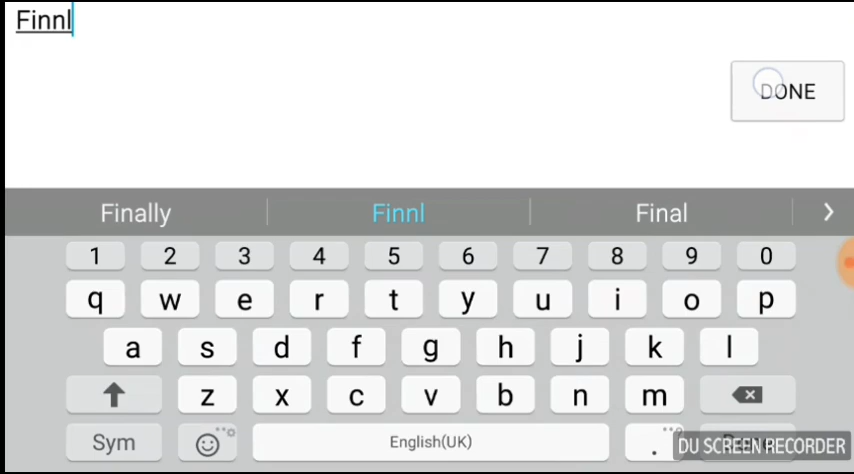 Finnl
DONE
Finally Finnl Final
1 2 3 4 5 6 7 8 9 0
q w e r t y u i o p
a s d f g h j k l
z x c v b n m
Sym English(UK) .
DU SCREEN RECORDER